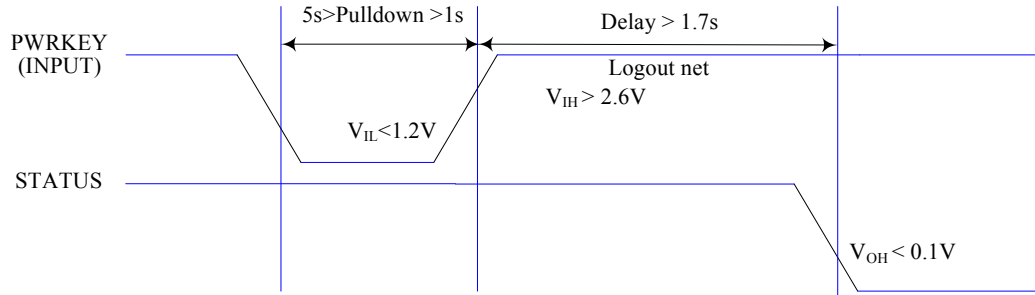 5s>Pulldown >1s
Delay > 1.7s
PWRKEY
(INPUT)
Logout net
VIH > 2.6V
VIL<1.2V
STATUS
VOH < 0.1V